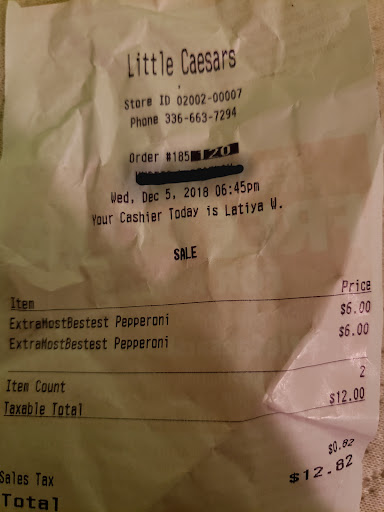 Little Caesars
Store ID 02002-00007
Phone 336-663-7294
Order #185 120
Wed, Dec 5, 2018 06:45pm
Your Cashier Today is Latiya W.
SALE
Item Price
ExtraMostBestest Pepperoni $6.00
ExtraMostBestest Pepperoni $6.00
Item Count 2
Taxable Total $12.00
Sales Tax $0.82
Total $12.82